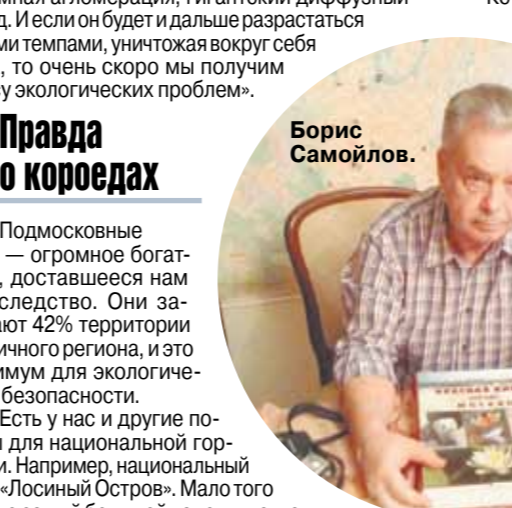 агломерация, гигантский диффузный
д. И если он будет и дальше разрастаться
ми темпами, уничтожая вокруг себя
, то очень скоро мы получим
у экологических проблем».
Правда
о короедах
Подмосковные
— огромное богат-
, доставшееся нам
следство. Они за-
ают 42% территории
ичного региона, и это
имум для экологиче-
безопасности.
Есть у нас и другие по-
для национальной гор-
и. Например, национальный
«Лосиный Остров». Мало того
Борис
Самойлов.